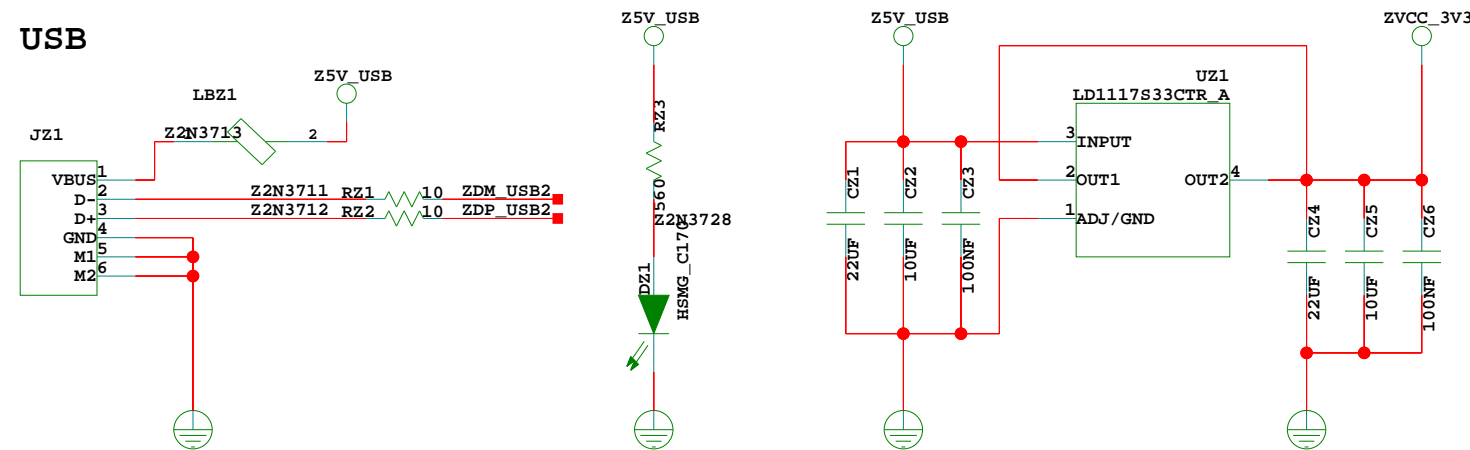 USB
Z5V_USB
LBZ1
Z2N3713
1
2
JZ1
VBUS 1
D- 2
D+ 3
GND 4
M1 5
M2 6
Z2N3711 RZ1 10 ZDM_USB2
Z2N3712 RZ2 10 ZDP_USB2
Z5V_USB
RZ3
560
Z2N3728
DZ1
HSMG_C170
Z5V_USB
ZVCC_3V3
UZ1
LD1117S33CTR_A
3 INPUT
2 OUT1
OUT2 4
1 ADJ/GND
CZ1
22UF
CZ2
10UF
CZ3
100NF
CZ4
22UF
CZ5
10UF
CZ6
100NF